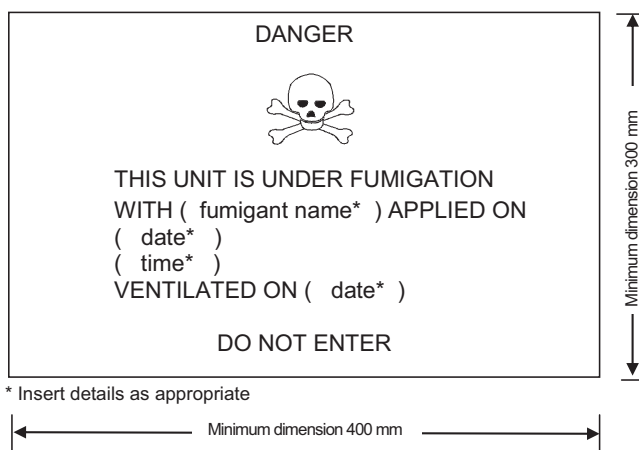 DANGER
THIS UNIT IS UNDER FUMIGATION
WITH ( fumigant name* ) APPLIED ON
( date* )
( time* )
VENTILATED ON ( date* )
DO NOT ENTER
* Insert details as appropriate
Minimum dimension 400 mm
Minimum dimension 300 mm